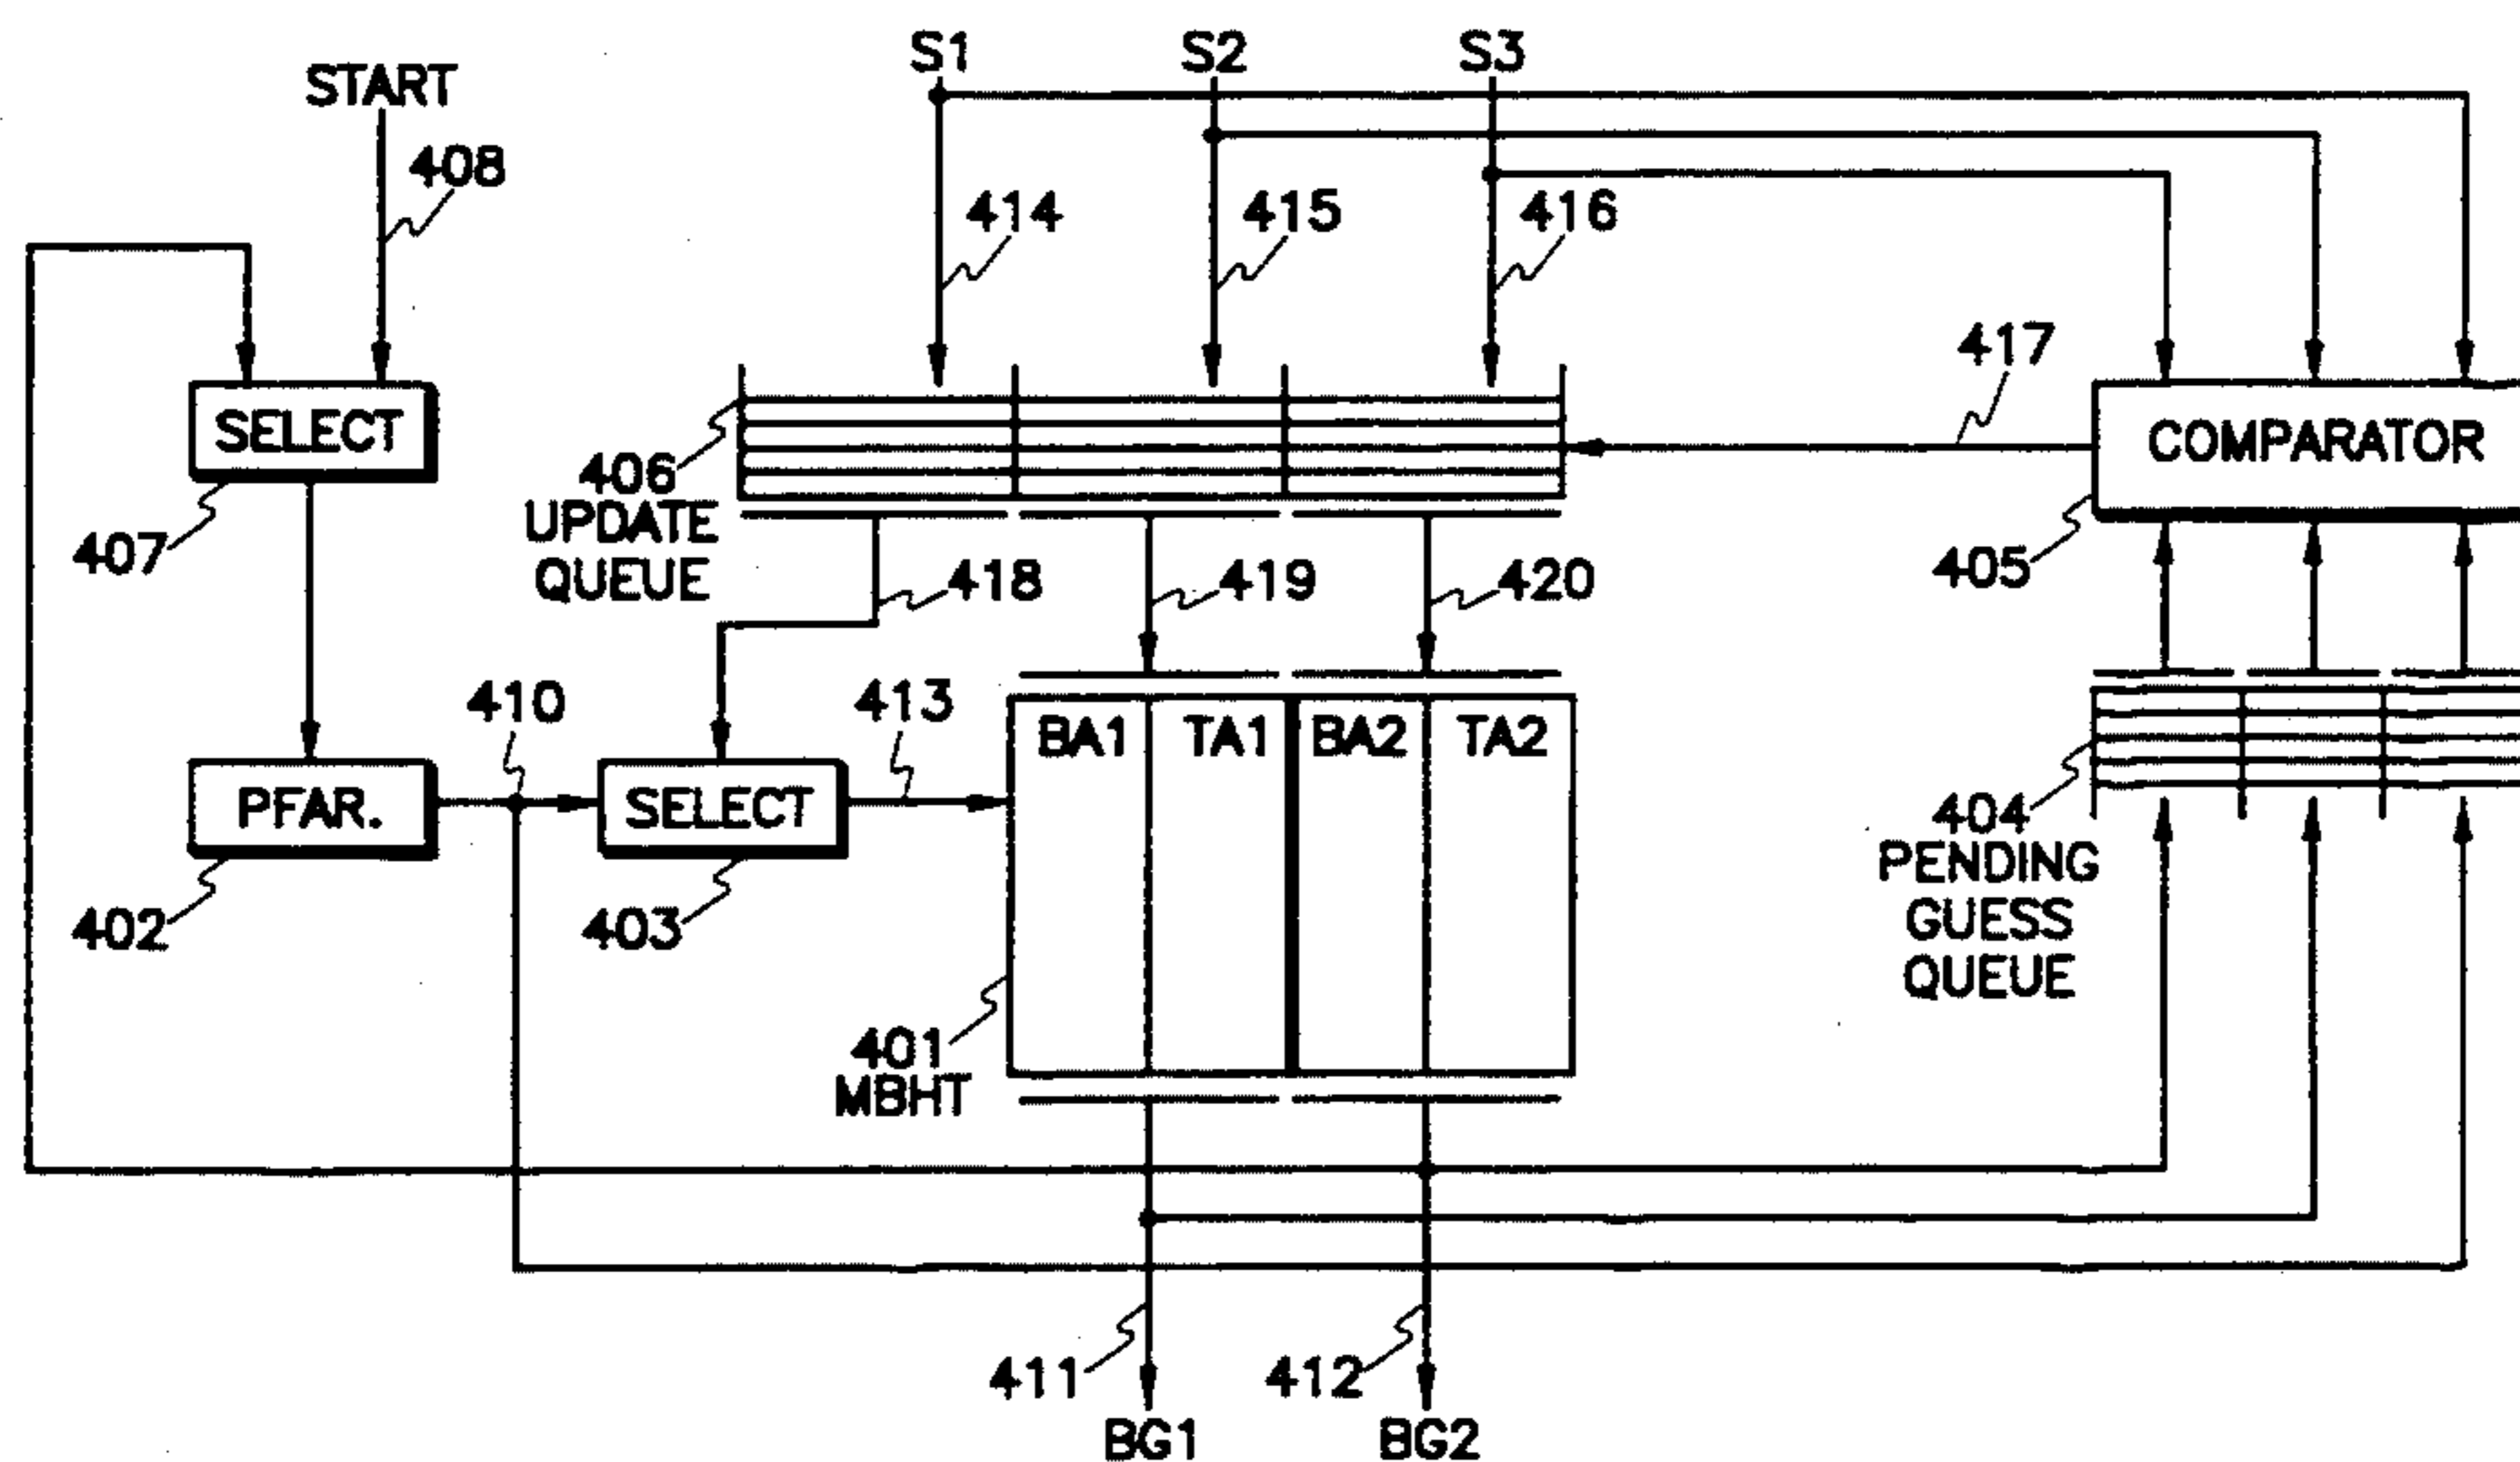 START
S1
S2
S3
408
414
415
416
417
SELECT
COMPARATOR
407
406
UPDATE
QUEUE
418
419
420
405
410
413
BA1
TA1
BA2
TA2
PFAR.
SELECT
402
403
404
PENDING
GUESS
QUEUE
401
MBHT
411
412
BG1
BG2